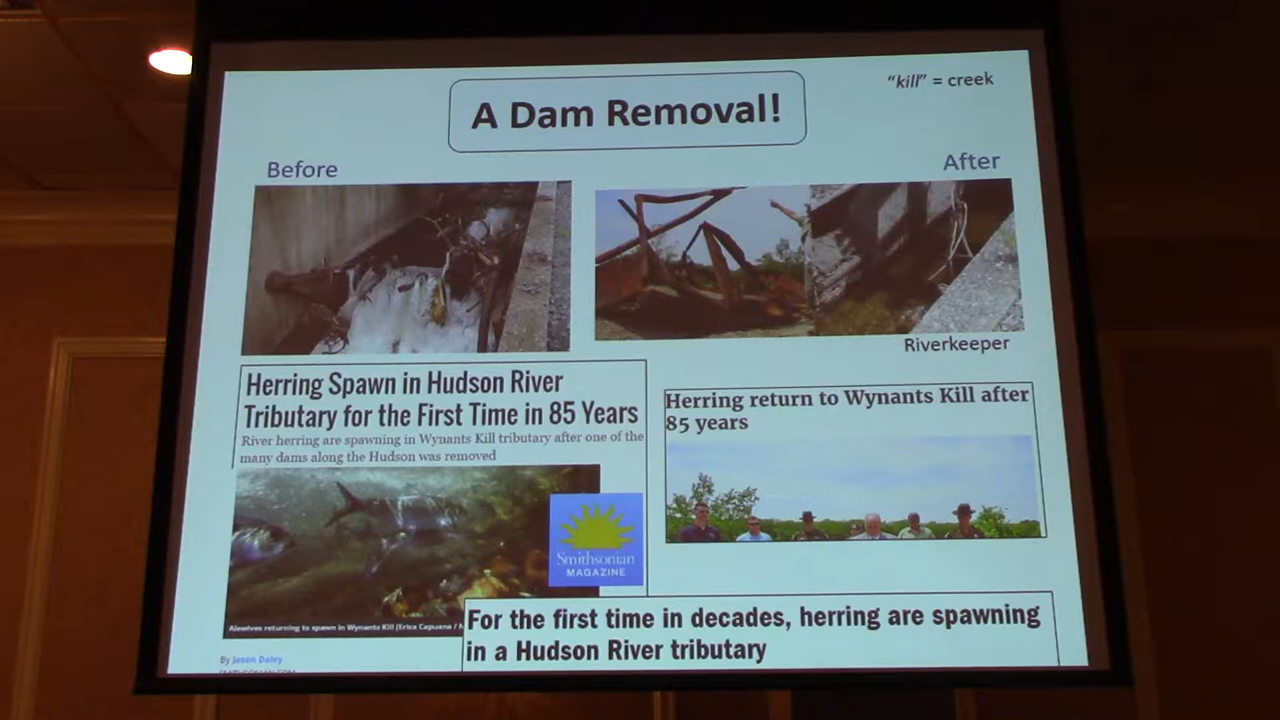 "kill" = creek
A Dam Removal!
Before
After
Riverkeeper
Herring Spawn in Hudson River
Tributary for the First Time in 85 Years
River herring are spawning in Wynants Kill tributary after one of the
many dams along the Hudson was removed
Herring return to Wynants Kill after
85 years
Smithsonian
MAGAZINE
Alewives returning to spawn in Wynants Kill (Erica Capuana /
For the first time in decades, herring are spawning
in a Hudson River tributary
By Jason Daley